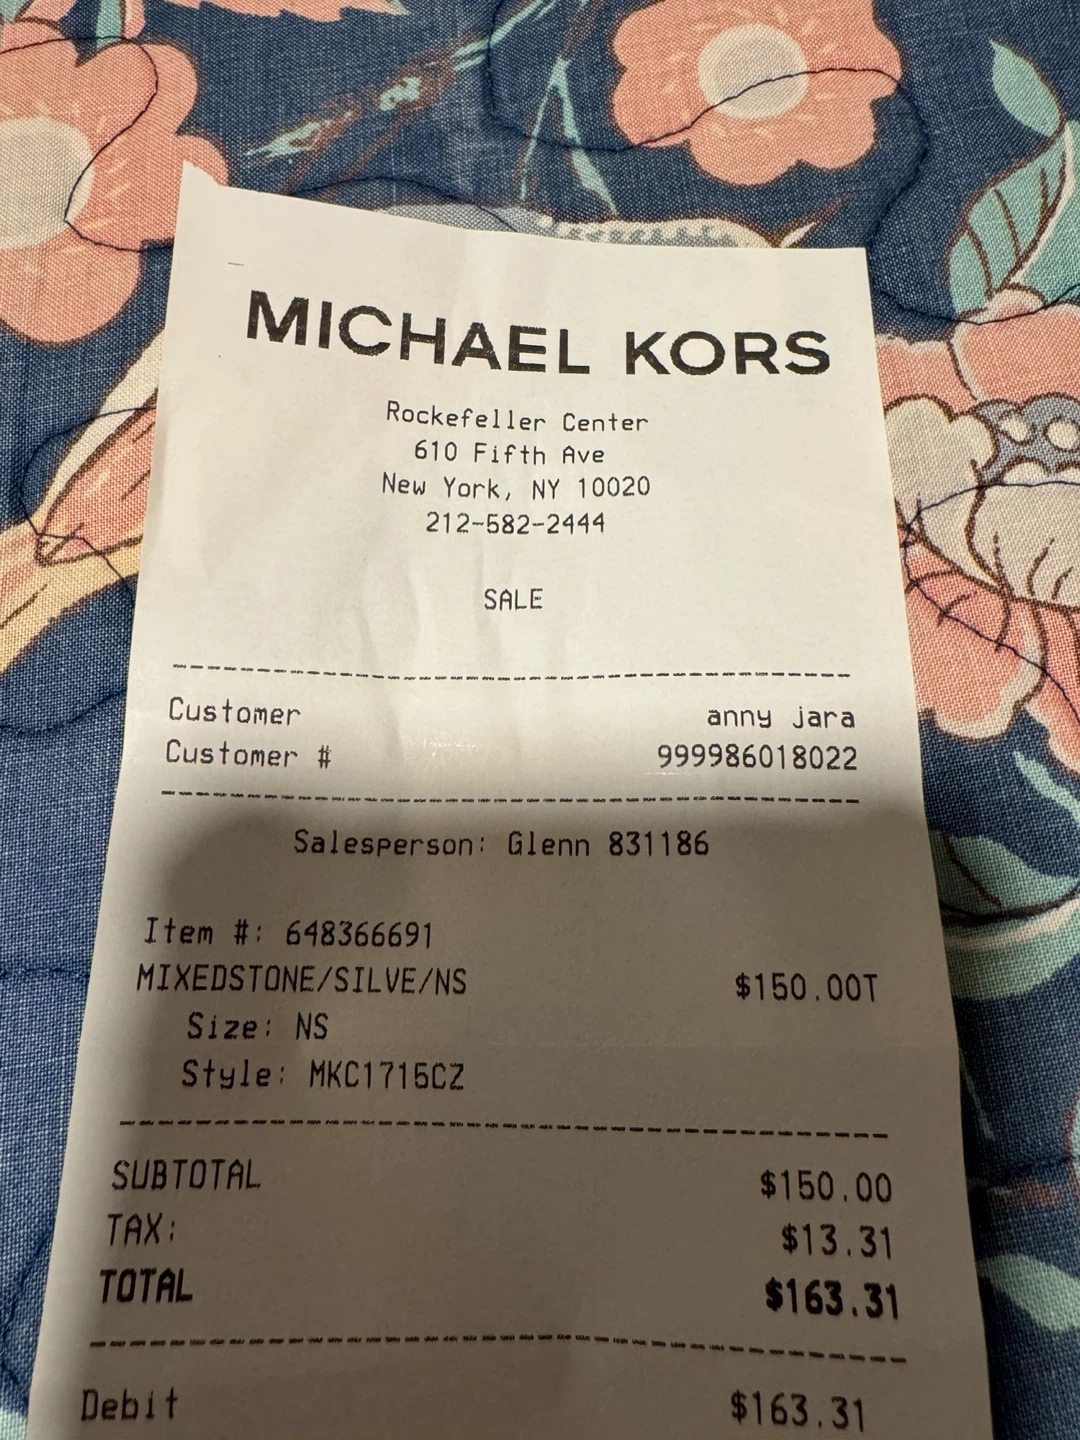 MICHAEL KORS
Rockefeller Center
610 Fifth Ave
New York, NY 10020
212-582-2444
SALE
Customer anny jara
Customer # 999986018022
Salesperson: Glenn 831186
Item #: 648366691
MIXEDSTONE/SILVE/NS $150.00T
Size: NS
Style: MKC1715CZ
SUBTOTAL $150.00
TAX: $13.31
TOTAL $163.31
Debit $163.31